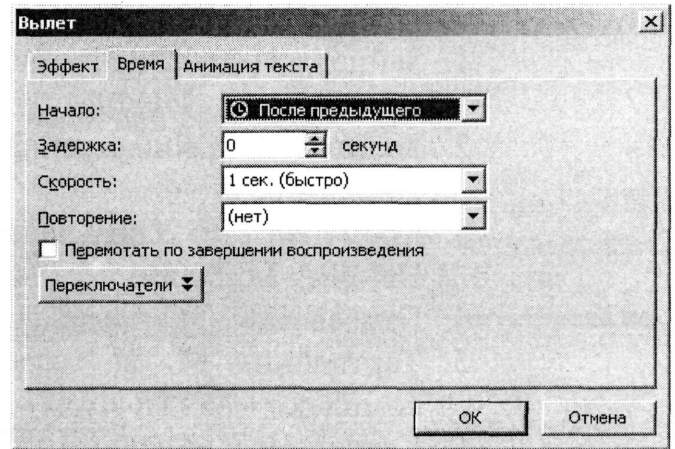 Вылет
Эффект Время Анимация текста
Начало: После предыдущего
Задержка: 0 секунд
Скорость: 1 сек. (быстро)
Повторение: (нет)
Перемотать по завершении воспроизведения
Переключатели
ОК Отмена